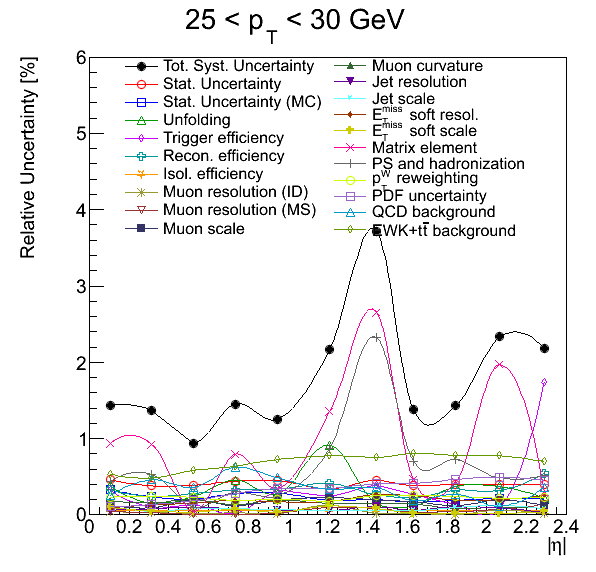 25 < p_T < 30 GeV
Relative Uncertainty [%]
6
5
4
3
2
1
0
Tot. Syst. Uncertainty
Stat. Uncertainty
Stat. Uncertainty (MC)
Unfolding
Trigger efficiency
Recon. efficiency
Isol. efficiency
Muon resolution (ID)
Muon resolution (MS)
Muon scale
Muon curvature
Jet resolution
Jet scale
E_T^miss soft resol.
E_T^miss soft scale
Matrix element
PS and hadronization
p_T^W reweighting
PDF uncertainty
QCD background
EWK+tt̄ background
0 0.2 0.4 0.6 0.8 1 1.2 1.4 1.6 1.8 2 2.2 2.4
|η|